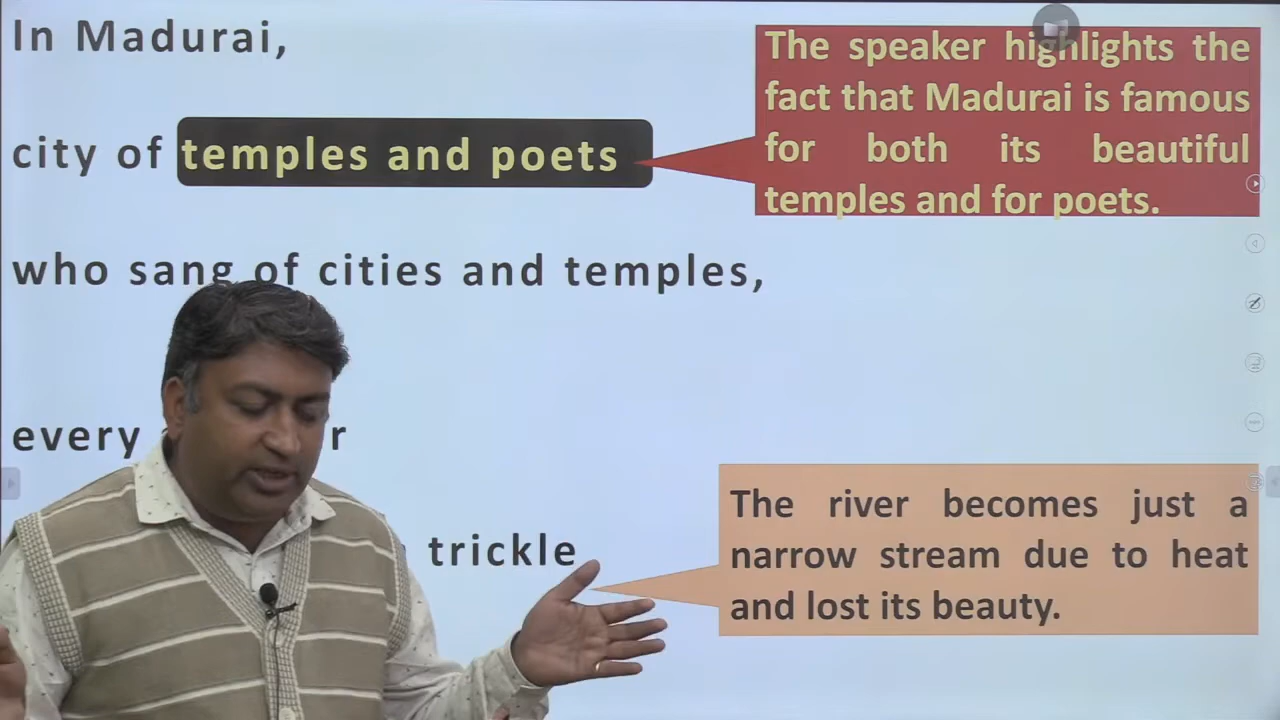 In Madurai,
city of temples and poets
who sang of cities and temples,
every
trickle
The speaker highlights the
fact that Madurai is famous
for both its beautiful
temples and for poets.
The river becomes just a
narrow stream due to heat
and lost its beauty.